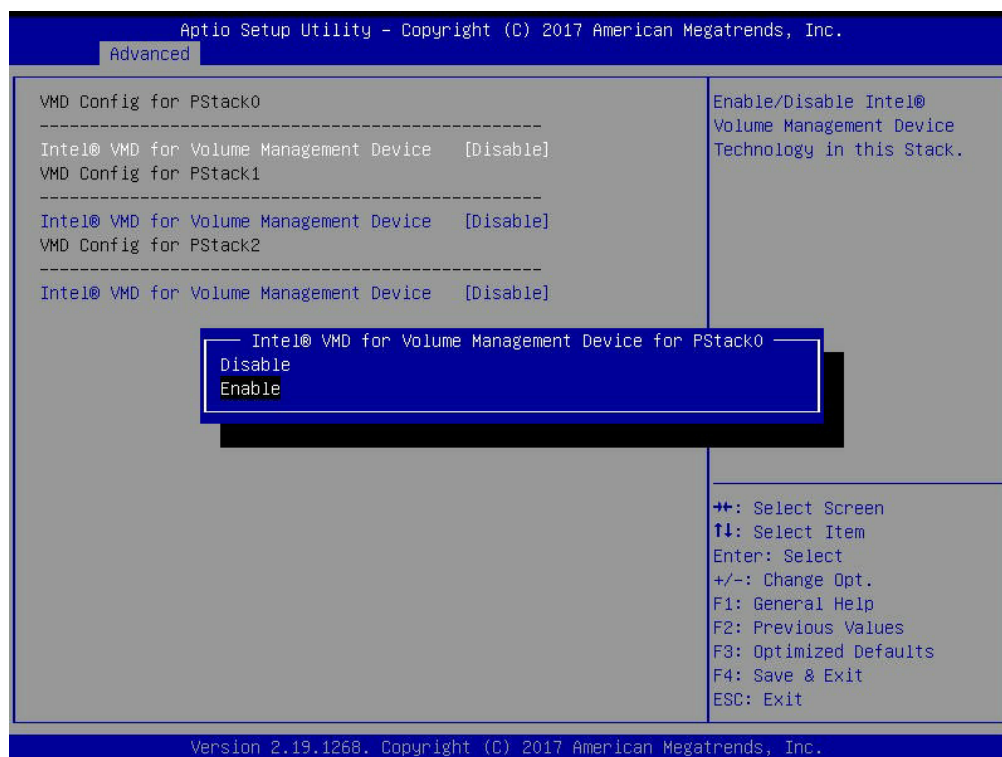 Aptio Setup Utility – Copyright (C) 2017 American Megatrends, Inc.
Advanced
VMD Config for PStack0
--------------------------------------------------
Intel® VMD for Volume Management Device [Disable]
VMD Config for PStack1
--------------------------------------------------
Intel® VMD for Volume Management Device [Disable]
VMD Config for PStack2
--------------------------------------------------
Intel® VMD for Volume Management Device [Disable]
Enable/Disable Intel®
Volume Management Device
Technology in this Stack.
Intel® VMD for Volume Management Device for PStack0
Disable
Enable
→←: Select Screen
↑↓: Select Item
Enter: Select
+/-: Change Opt.
F1: General Help
F2: Previous Values
F3: Optimized Defaults
F4: Save & Exit
ESC: Exit
Version 2.19.1268. Copyright (C) 2017 American Megatrends, Inc.